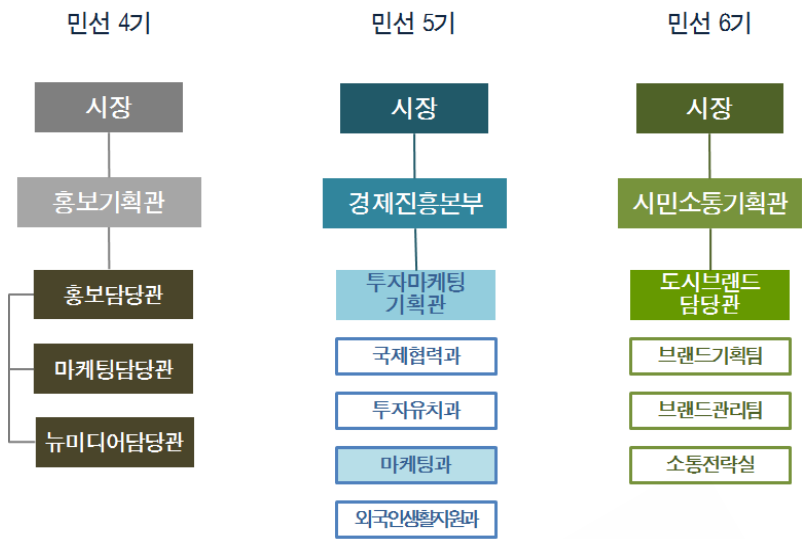 민선 4기
시장
홍보기획관
홍보담당관
마케팅담당관
뉴미디어담당관
민선 5기
시장
경제진흥본부
투자마케팅
기획관
국제협력과
투자유치과
마케팅과
외국인생활지원과
민선 6기
시장
시민소통기획관
도시브랜드
담당관
브랜드기획팀
브랜드관리팀
소통전략실